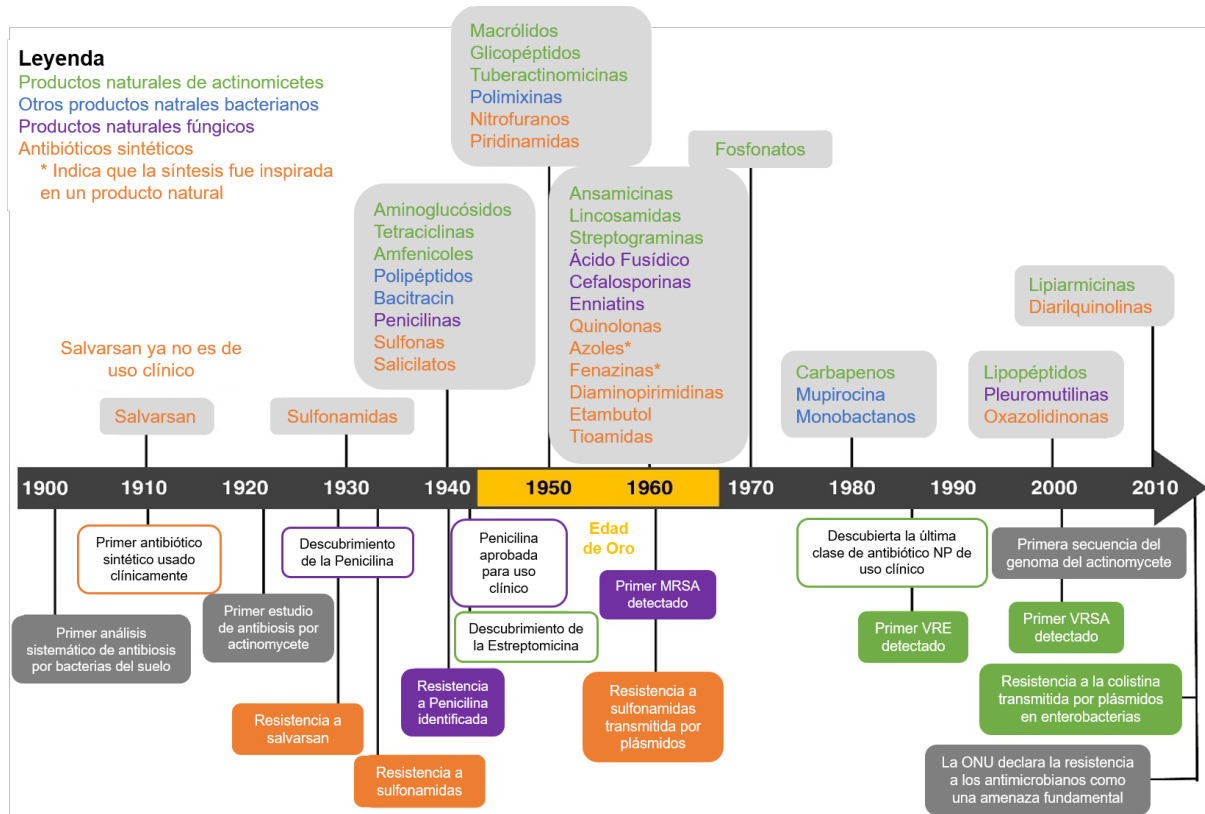 Leyenda
Productos naturales de actinomicetes
Otros productos natrales bacterianos
Productos naturales fúngicos
Antibióticos sintéticos
* Indica que la síntesis fue inspirada
en un producto natural
Salvarsan ya no es de
uso clínico
Salvarsan
Sulfonamidas
Aminoglucósidos
Tetraciclinas
Amfenicoles
Polipéptidos
Bacitracin
Penicilinas
Sulfonas
Salicilatos
Macrólidos
Glicopéptidos
Tuberactinomicinas
Polimixinas
Nitrofuranos
Piridinamidas
Ansamicinas
Lincosamidas
Streptograminas
Ácido Fusídico
Cefalosporinas
Enniatins
Quinolonas
Azoles*
Fenazinas*
Diaminopirimidinas
Etambutol
Tioamidas
Fosfonatos
Carbapenos
Mupirocina
Monobactanos
Lipopéptidos
Pleuromutilinas
Oxazolidinonas
Lipiarmicinas
Diarilquinolinas
1900 1910 1920 1930 1940 1950 1960 1970 1980 1990 2000 2010
Edad
de Oro
Primer análisis
sistemático de antibiosis
por bacterias del suelo
Primer antibiótico
sintético usado
clínicamente
Primer estudio
de antibiosis por
actinomycete
Descubrimiento
de la Penicilina
Resistencia a
salvarsan
Resistencia a
sulfonamidas
Resistencia
a Penicilina
identificada
Penicilina
aprobada
para uso
clínico
Descubrimiento de
la Estreptomicina
Primer MRSA
detectado
Resistencia a
sulfonamidas
transmitida por
plásmidos
Descubierta la última
clase de antibiótico NP de
uso clínico
Primer VRE
detectado
Primera secuencia del
genoma del actinomycete
Primer VRSA
detectado
Resistencia a la colistina
transmitida por plásmidos
en enterobacterias
La ONU declara la resistencia
a los antimicrobianos como
una amenaza fundamental